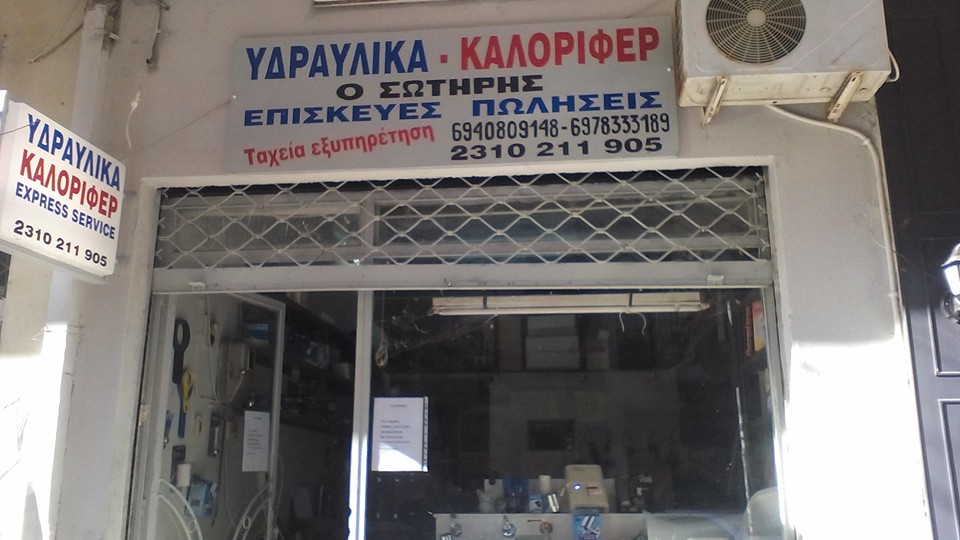 ΥΔΡΑΥΛΙΚΑ · ΚΑΛΟΡΙΦΕΡ
Ο ΣΩΤΗΡΗΣ
ΕΠΙΣΚΕΥΕΣ ΠΩΛΗΣΕΙΣ
Ταχεία εξυπηρέτηση 6940809148-6978333189
2310 211 905
ΥΔΡΑΥΛΙΚΑ
ΚΑΛΟΡΙΦΕΡ
EXPRESS SERVICE
2310 211 905